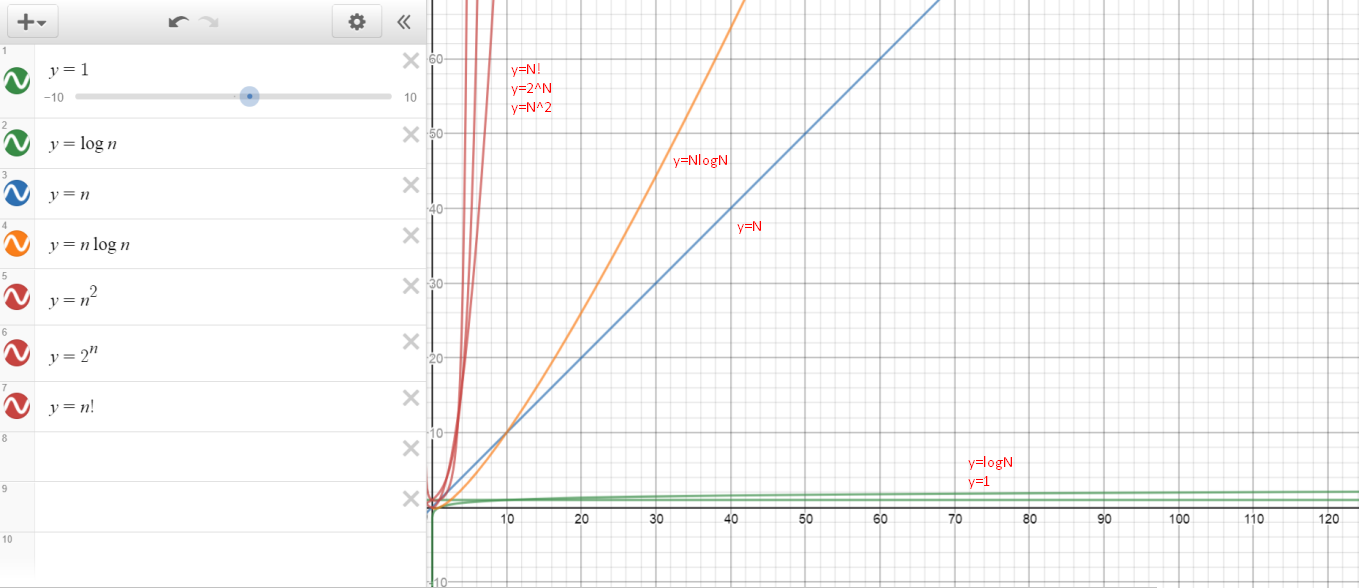 1
y = 1
−10
10
2
y = log n
3
y = n
4
y = n log n
5
y = n²
6
y = 2ⁿ
7
y = n!
8
9
10
60
50
40
30
20
10
-10
y=N!
y=2^N
y=N^2
y=NlogN
y=N
y=logN
y=1
10 20 30 40 50 60 70 80 90 100 110 120